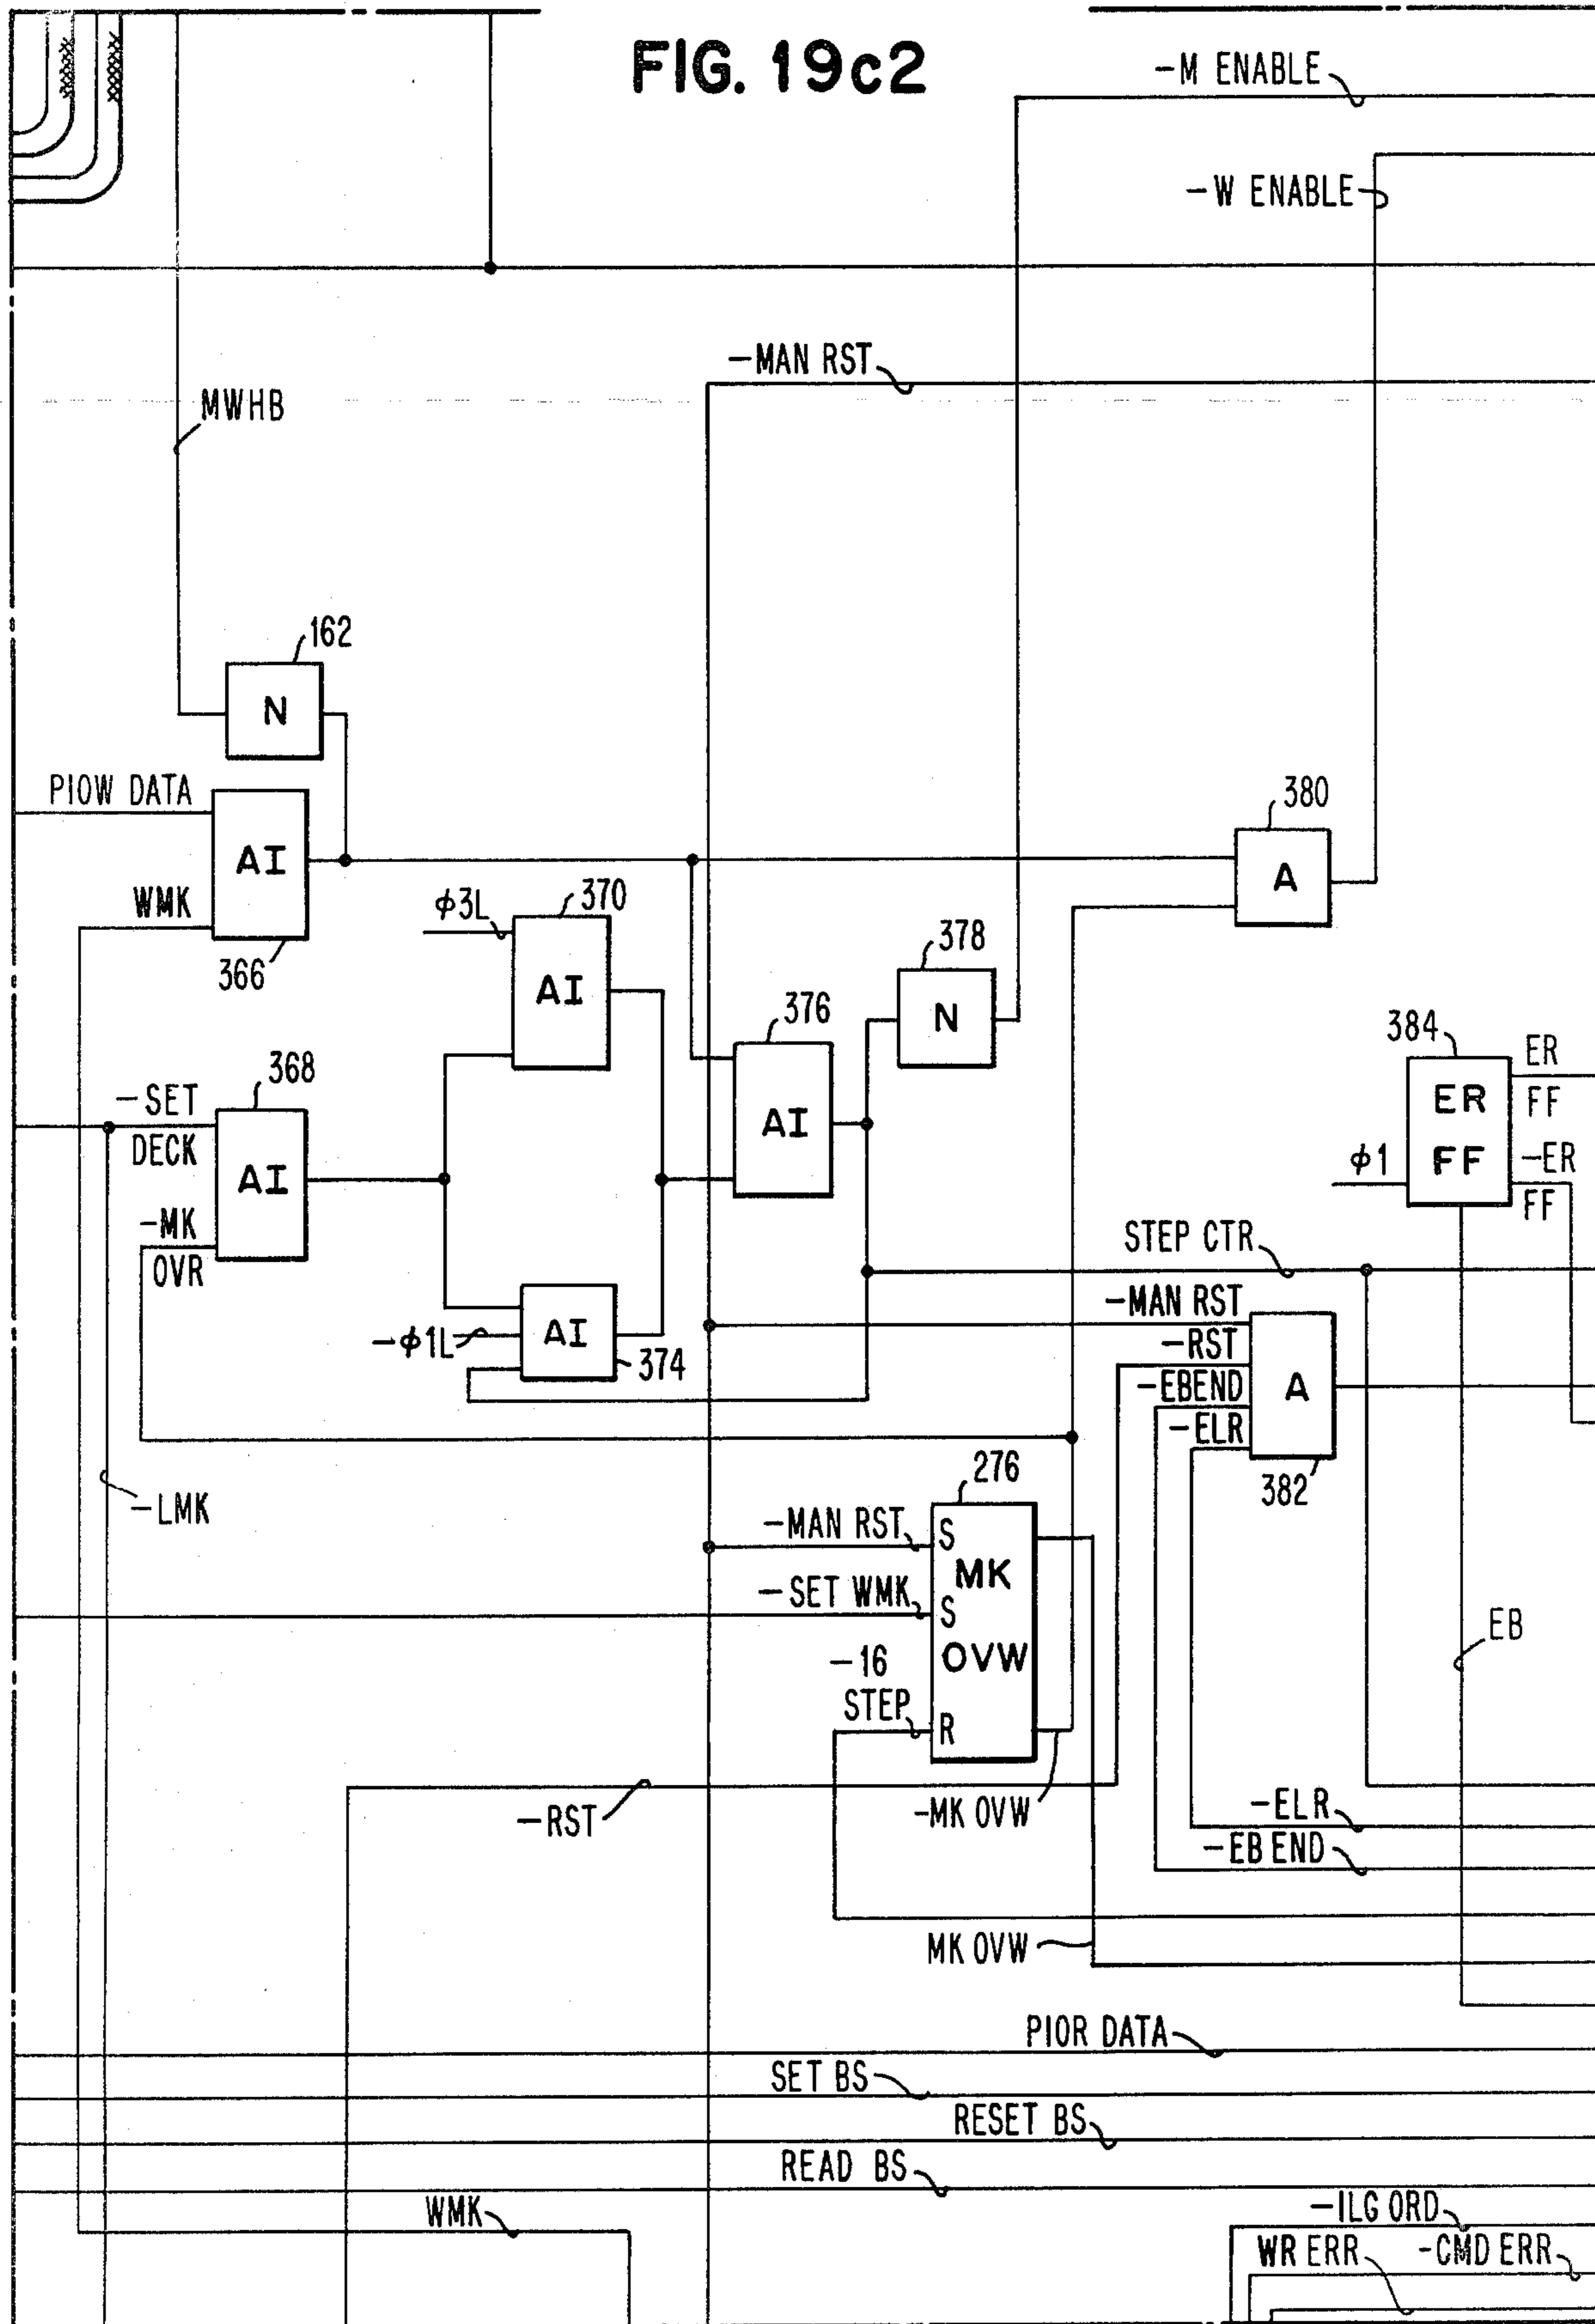 FIG. 19c2
-M ENABLE
-W ENABLE
-MAN RST
MWHB
162
N
PIOW DATA
AI
WMK
366
380
A
φ3L
370
AI
378
N
376
AI
384
ER
FF
ER
FF
φ1
-ER
FF
368
-SET
DECK
AI
-MK
OVR
STEP CTR
-φ1L
AI
374
-MAN RST
-RST
-EBEND
-ELR
A
382
-LMK
276
-MAN RST
S
MK
-SET WMK
S
OVW
-16
STEP
R
EB
-RST
-MK OVW
-ELR
-EB END
MK OVW
PIOR DATA
SET BS
RESET BS
READ BS
WMK
-ILG ORD
WR ERR
-CMD ERR